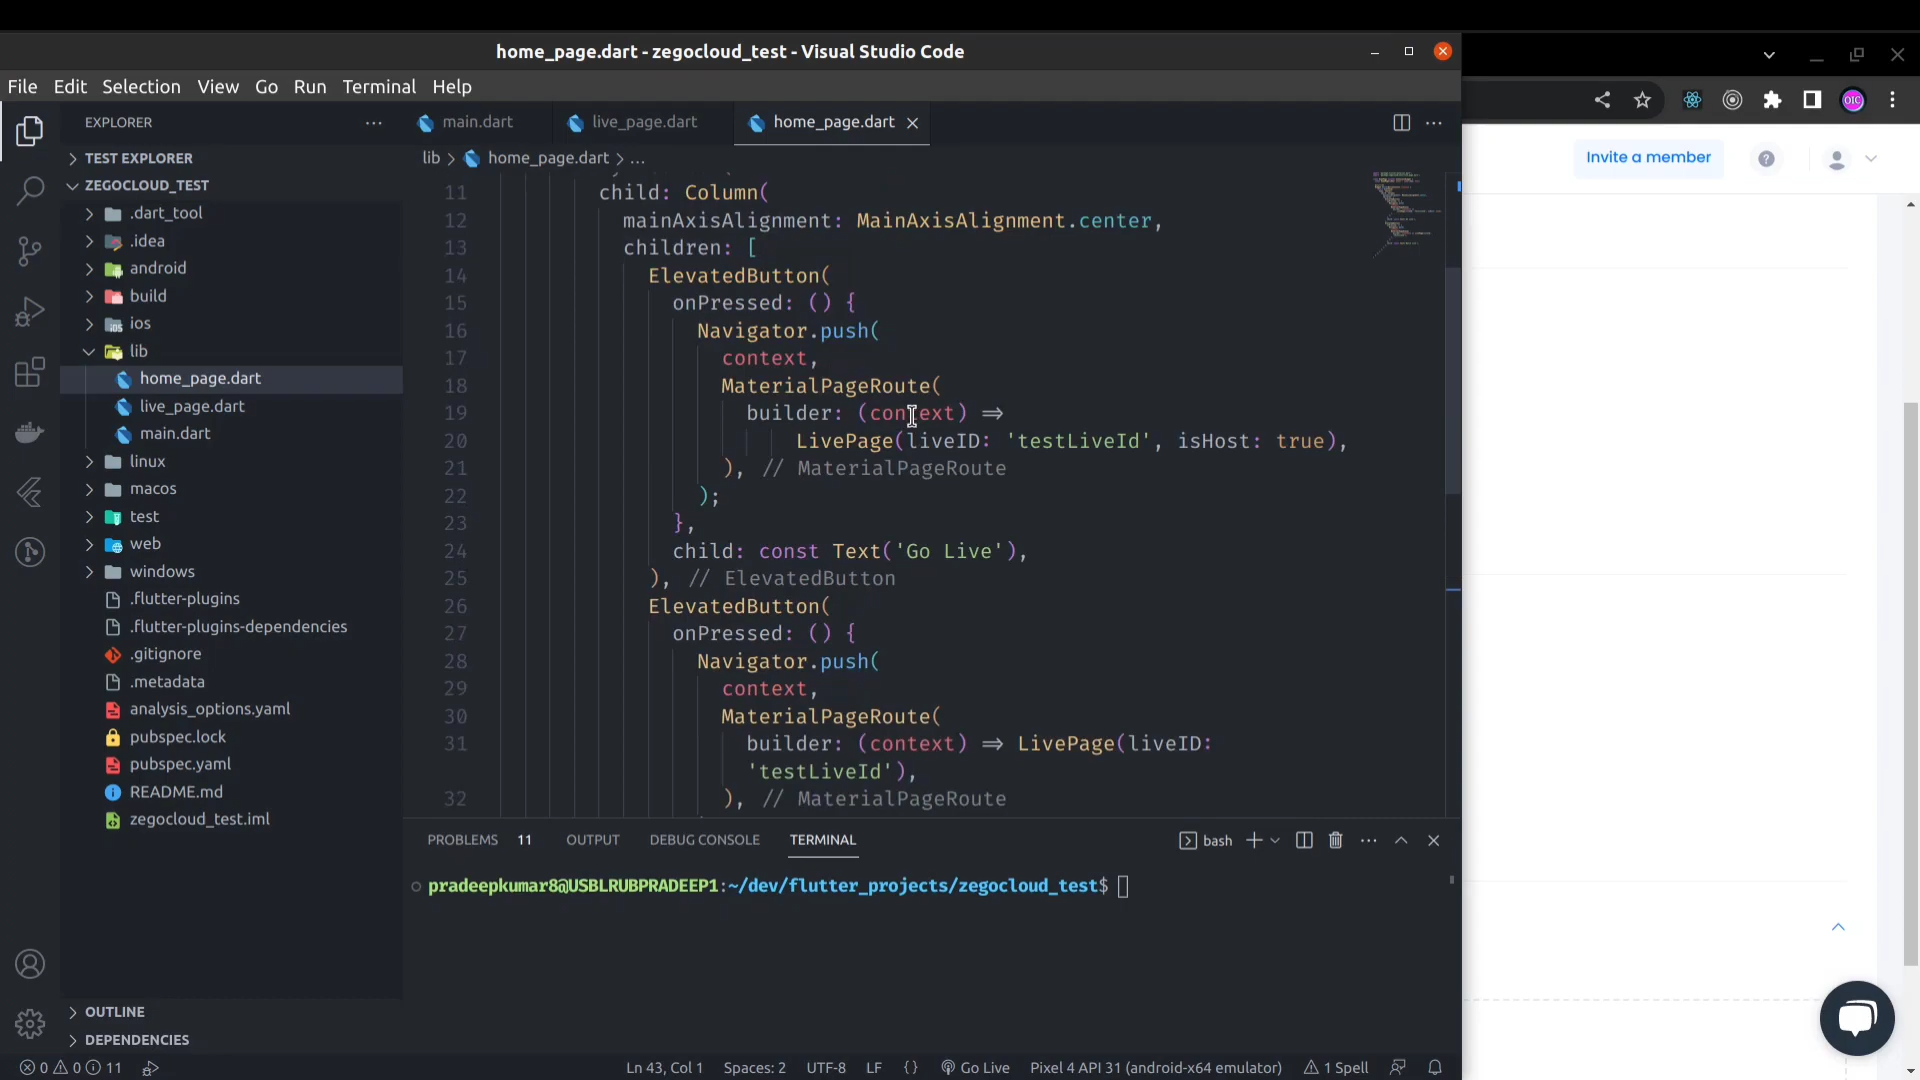 home_page.dart - zegocloud_test - Visual Studio Code
File Edit Selection View Go Run Terminal Help
EXPLORER
TEST EXPLORER
ZEGOCLOUD_TEST
.dart_tool
.idea
android
build
ios
lib
home_page.dart
live_page.dart
main.dart
linux
macos
test
web
windows
.flutter-plugins
.flutter-plugins-dependencies
.gitignore
.metadata
analysis_options.yaml
pubspec.lock
pubspec.yaml
README.md
zegocloud_test.iml
OUTLINE
DEPENDENCIES
main.dart live_page.dart home_page.dart
lib > home_page.dart > ...
11 child: Column(
12 mainAxisAlignment: MainAxisAlignment.center,
13 children: [
14 ElevatedButton(
15 onPressed: () {
16 Navigator.push(
17 context,
18 MaterialPageRoute(
19 builder: (context) =>
20 LivePage(liveID: 'testLiveId', isHost: true),
21 ), // MaterialPageRoute
22 );
23 },
24 child: const Text('Go Live'),
25 ), // ElevatedButton
26 ElevatedButton(
27 onPressed: () {
28 Navigator.push(
29 context,
30 MaterialPageRoute(
31 builder: (context) => LivePage(liveID:
'testLiveId'),
32 ), // MaterialPageRoute
PROBLEMS 11 OUTPUT DEBUG CONSOLE TERMINAL bash
pradeepkumar8@USBLRUBPRADEEP1:~/dev/flutter_projects/zegocloud_test$
0 0 11 Ln 43, Col 1 Spaces: 2 UTF-8 LF {} Go Live Pixel 4 API 31 (android-x64 emulator) 1 Spell
OIC
Invite a member